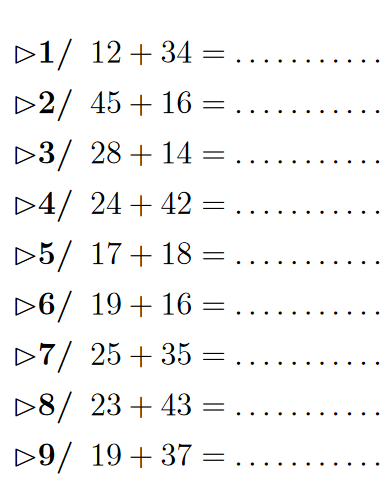 ▷1/ 12 + 34 = ...........
▷2/ 45 + 16 = ...........
▷3/ 28 + 14 = ...........
▷4/ 24 + 42 = ...........
▷5/ 17 + 18 = ...........
▷6/ 19 + 16 = ...........
▷7/ 25 + 35 = ...........
▷8/ 23 + 43 = ...........
▷9/ 19 + 37 = ...........